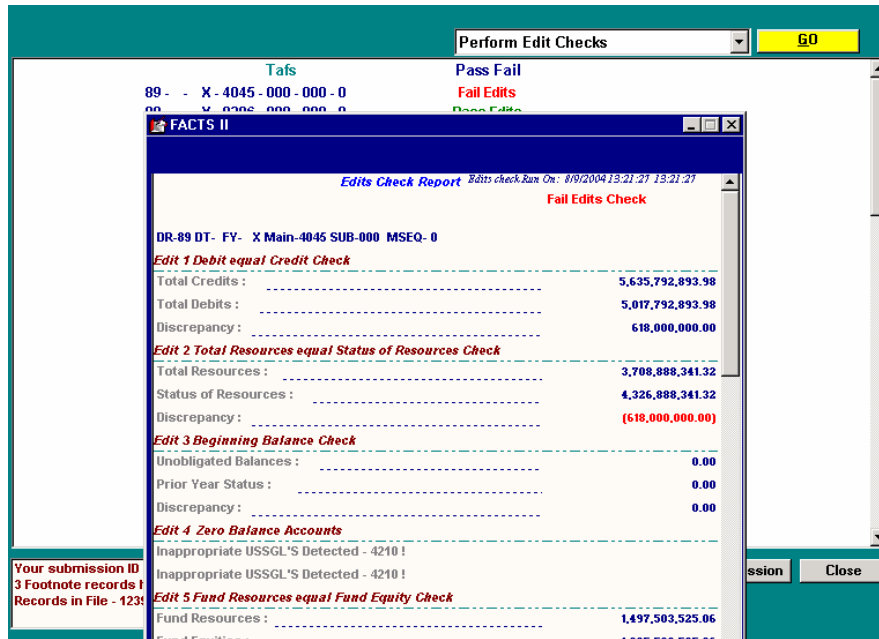 Perform Edit Checks
GO
Tafs Pass Fail
89 - - X - 4045 - 000 - 000 - 0 Fail Edits
FACTS II
Edits Check Report Edits check Run On: 8/9/2004 13:21:27 13:21:27
Fail Edits Check
DR-89 DT- FY- X Main-4045 SUB-000 MSEQ- 0
Edit 1 Debit equal Credit Check
Total Credits : 5,635,792,893.98
Total Debits : 5,017,792,893.98
Discrepancy : 618,000,000.00
Edit 2 Total Resources equal Status of Resources Check
Total Resources : 3,708,888,341.32
Status of Resources : 4,326,888,341.32
Discrepancy : (618,000,000.00)
Edit 3 Beginning Balance Check
Unobligated Balances : 0.00
Prior Year Status : 0.00
Discrepancy : 0.00
Edit 4 Zero Balance Accounts
Inappropriate USSGL'S Detected - 4210 !
Inappropriate USSGL'S Detected - 4210 !
Edit 5 Fund Resources equal Fund Equity Check
Fund Resources : 1,497,503,525.06
Your submission ID
3 Footnote records
Records in File - 123
ssion
Close